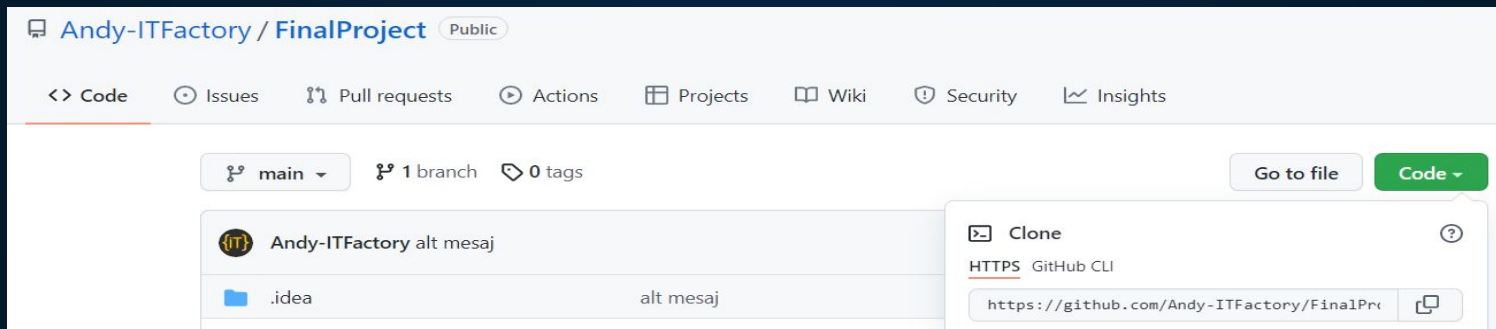 Andy-ITFactory / FinalProject Public
<> Code Issues Pull requests Actions Projects Wiki Security Insights
main 1 branch 0 tags Go to file Code
{IT} Andy-ITFactory alt mesaj
Clone
HTTPS GitHub CLI
.idea alt mesaj
https://github.com/Andy-ITFactory/FinalPr